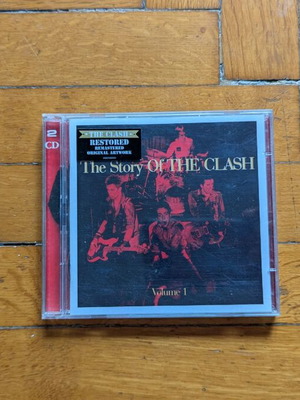 2
CD
THE CLASH
RESTORED
REMASTERED
ORIGINAL ARTWORK
The Story Of THE CLASH
Volume 1